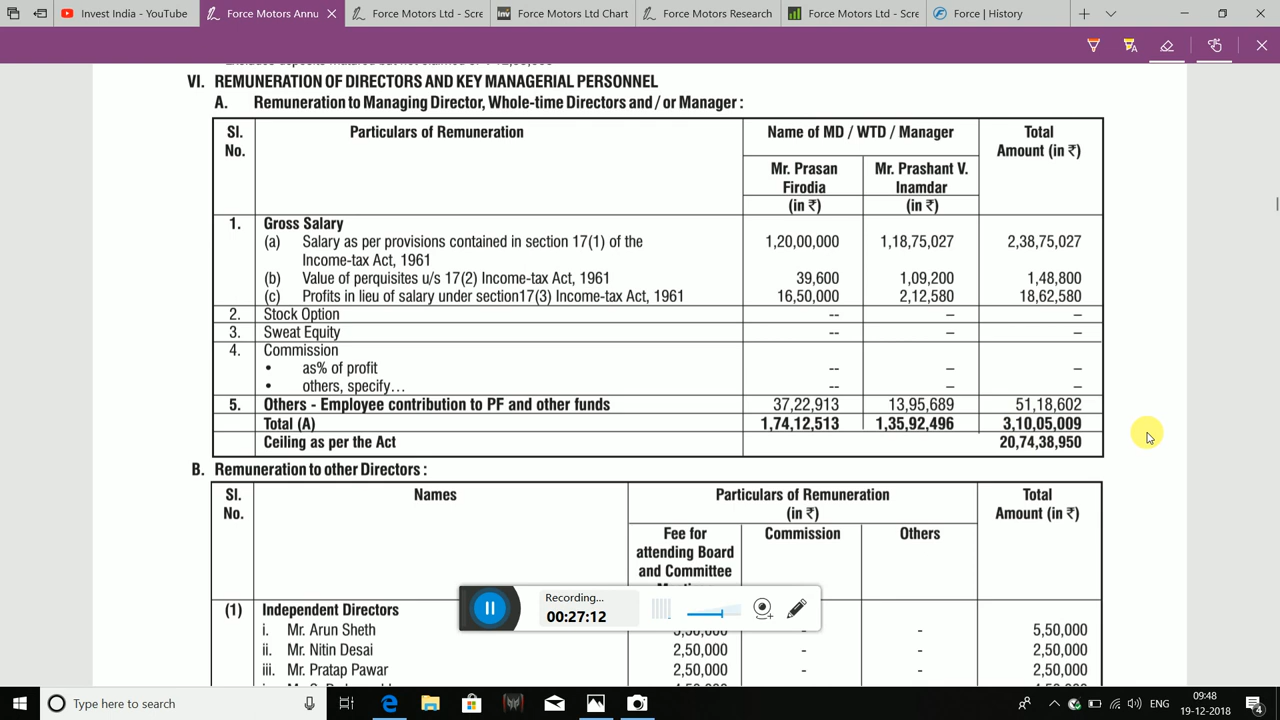 Invest India - YouTube
Force Motors Annu
Force Motors Ltd - Scre
Force Motors Ltd Chart
Force Motors Research
Force Motors Ltd - Scre
Force | History
VI. REMUNERATION OF DIRECTORS AND KEY MANAGERIAL PERSONNEL
A. Remuneration to Managing Director, Whole-time Directors and / or Manager :
Sl. No. Particulars of Remuneration Name of MD / WTD / Manager Total Amount (in ₹)
Mr. Prasan Firodia (in ₹) Mr. Prashant V. Inamdar (in ₹)
1. Gross Salary
(a) Salary as per provisions contained in section 17(1) of the 1,20,00,000 1,18,75,027 2,38,75,027
Income-tax Act, 1961
(b) Value of perquisites u/s 17(2) Income-tax Act, 1961 39,600 1,09,200 1,48,800
(c) Profits in lieu of salary under section17(3) Income-tax Act, 1961 16,50,000 2,12,580 18,62,580
2. Stock Option -- – –
3. Sweat Equity -- – –
4. Commission
• as% of profit -- – –
• others, specify… -- – –
5. Others - Employee contribution to PF and other funds 37,22,913 13,95,689 51,18,602
Total (A) 1,74,12,513 1,35,92,496 3,10,05,009
Ceiling as per the Act 20,74,38,950
B. Remuneration to other Directors :
Sl. No. Names Particulars of Remuneration (in ₹) Total Amount (in ₹)
Fee for attending Board and Committee Commission Others
Recording...
00:27:12
(1) Independent Directors
i. Mr. Arun Sheth - - 5,50,000
ii. Mr. Nitin Desai 2,50,000 - - 2,50,000
iii. Mr. Pratap Pawar 2,50,000 - - 2,50,000
Type here to search
ENG
09:48
19-12-2018
4